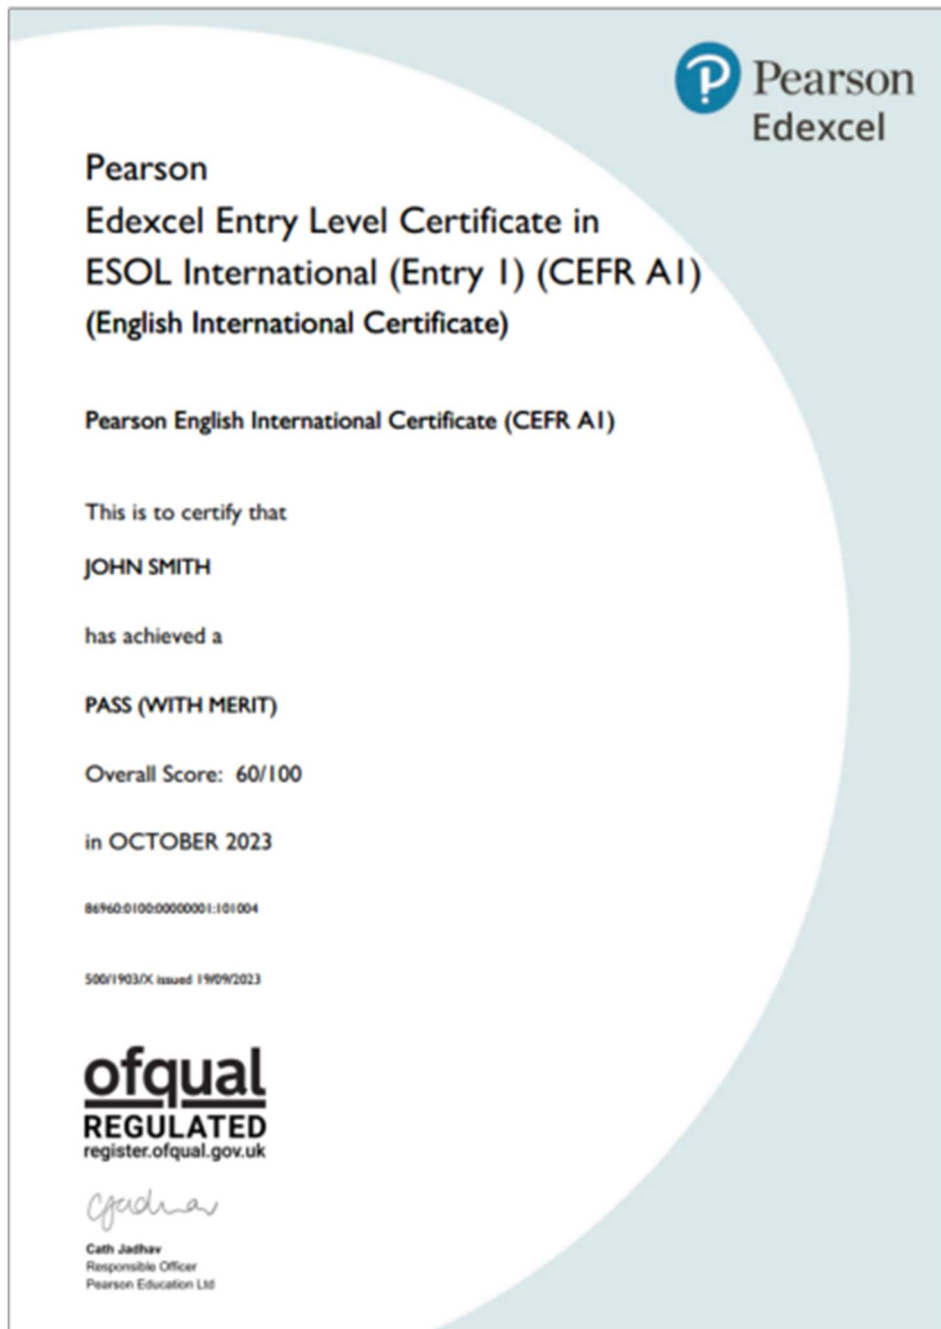 Pearson
Edexcel
Pearson
Edexcel Entry Level Certificate in
ESOL International (Entry 1) (CEFR A1)
(English International Certificate)
Pearson English International Certificate (CEFR A1)
This is to certify that
JOHN SMITH
has achieved a
PASS (WITH MERIT)
Overall Score: 60/100
in OCTOBER 2023
86960:0100:00000001:101004
500/1903/X issued 19/09/2023
ofqual
REGULATED
register.ofqual.gov.uk
CJadhav
Cath Jadhav
Responsible Officer
Pearson Education Ltd